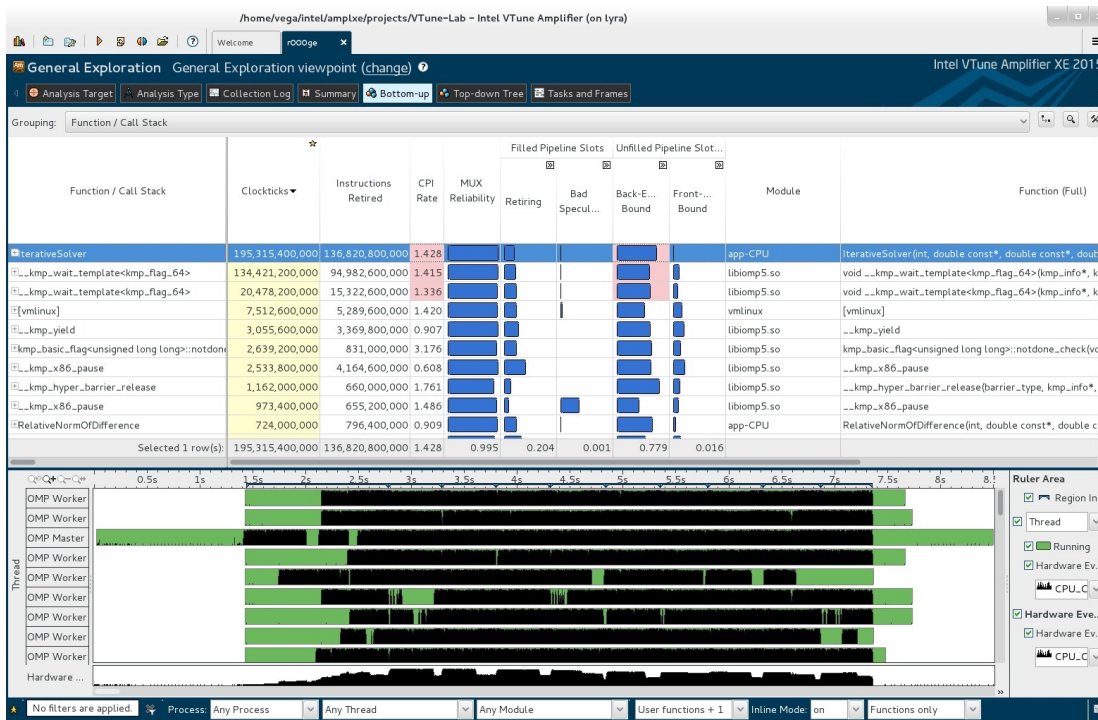 /home/vega/intel/amplxe/projects/VTune-Lab – Intel VTune Amplifier (on lyra)
Welcome r000ge ×
General Exploration General Exploration viewpoint (change)
Intel VTune Amplifier XE 2015
Analysis Target Analysis Type Collection Log Summary Bottom-up Top-down Tree Tasks and Frames
Grouping: Function / Call Stack
Filled Pipeline Slots Unfilled Pipeline Slot...
Function / Call Stack Clockticks Instructions Retired CPI Rate MUX Reliability Retiring Bad Specul... Back-E... Bound Front-... Bound Module Function (Full)
IterativeSolver 195,315,400,000 136,820,800,000 1.428 app-CPU IterativeSolver(int, double const*, double const*, doub
__kmp_wait_template<kmp_flag_64> 134,421,200,000 94,982,600,000 1.415 libiomp5.so void __kmp_wait_template<kmp_flag_64>(kmp_info*, k
__kmp_wait_template<kmp_flag_64> 20,478,200,000 15,322,600,000 1.336 libiomp5.so void __kmp_wait_template<kmp_flag_64>(kmp_info*, k
[vmlinux] 7,512,600,000 5,289,600,000 1.420 vmlinux [vmlinux]
__kmp_yield 3,055,600,000 3,369,800,000 0.907 libiomp5.so __kmp_yield
kmp_basic_flag<unsigned long long>::notdone 2,639,200,000 831,000,000 3.176 libiomp5.so kmp_basic_flag<unsigned long long>::notdone_check(vo
__kmp_x86_pause 2,533,800,000 4,164,600,000 0.608 libiomp5.so __kmp_x86_pause
__kmp_hyper_barrier_release 1,162,000,000 660,000,000 1.761 libiomp5.so __kmp_hyper_barrier_release(barrier_type, kmp_info*,
__kmp_x86_pause 973,400,000 655,200,000 1.486 libiomp5.so __kmp_x86_pause
RelativeNormOfDifference 724,000,000 796,400,000 0.909 app-CPU RelativeNormOfDifference(int, double const*, double c
Selected 1 row(s): 195,315,400,000 136,820,800,000 1.428 0.995 0.204 0.001 0.779 0.016
0.5s 1s 1.5s 2s 2.5s 3s 3.5s 4s 4.5s 5s 5.5s 6s 6.5s 7s 7.5s 8s 8.
Thread
OMP Worker
OMP Worker
OMP Master
OMP Worker
OMP Worker
OMP Worker
OMP Worker
OMP Worker
OMP Worker
Hardware ...
Ruler Area
Region In
Thread
Running
Hardware Ev..
CPU_C
Hardware Eve..
Hardware Ev..
CPU_C
No filters are applied. Process: Any Process Any Thread Any Module User functions + 1 Inline Mode: on Functions only